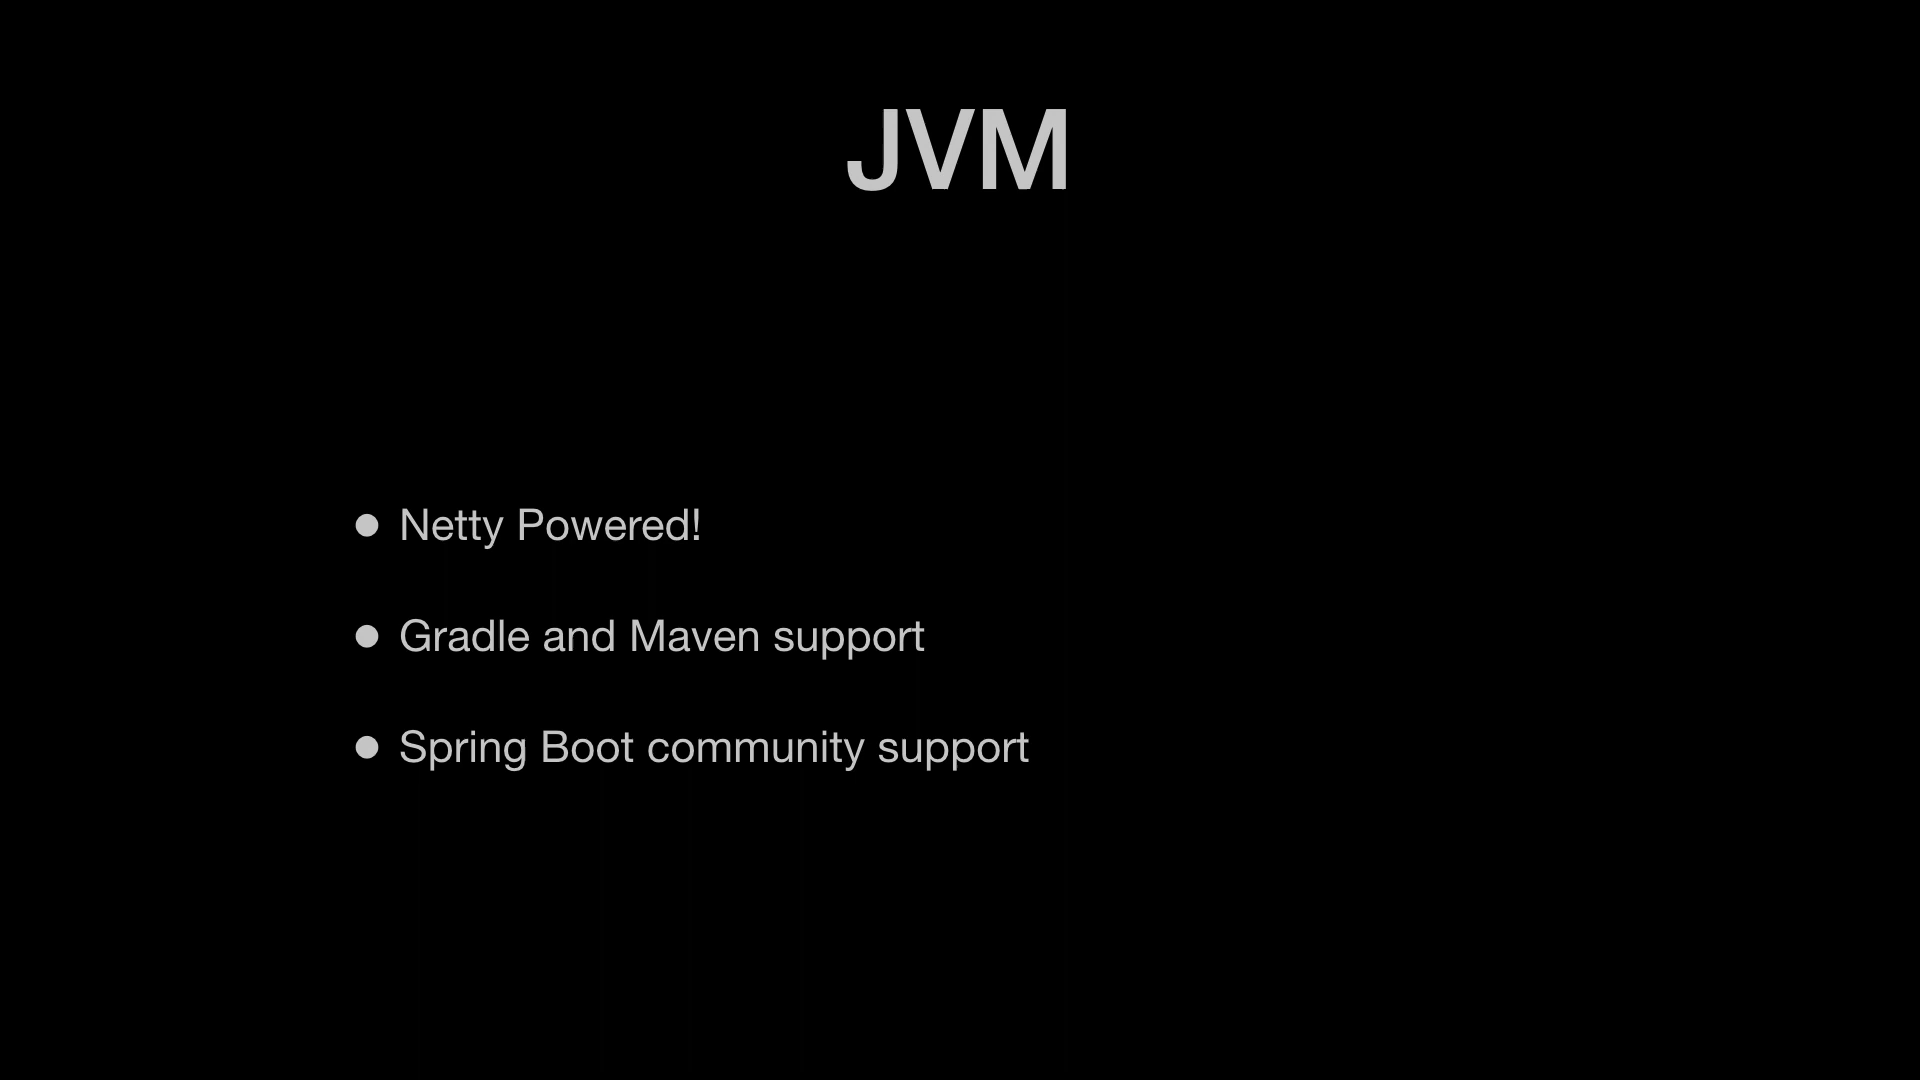 JVM
● Netty Powered!
● Gradle and Maven support
● Spring Boot community support